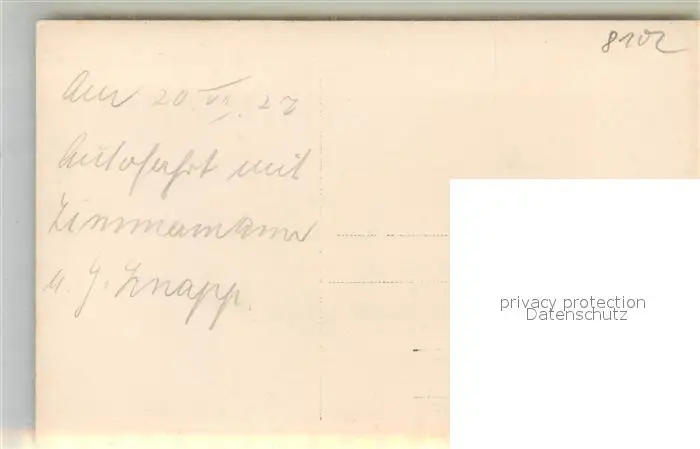 8102
Am 20. VI. 27
Autofahrt mit
Zimmermann
u. J. Knapp.
privacy protection
Datenschutz